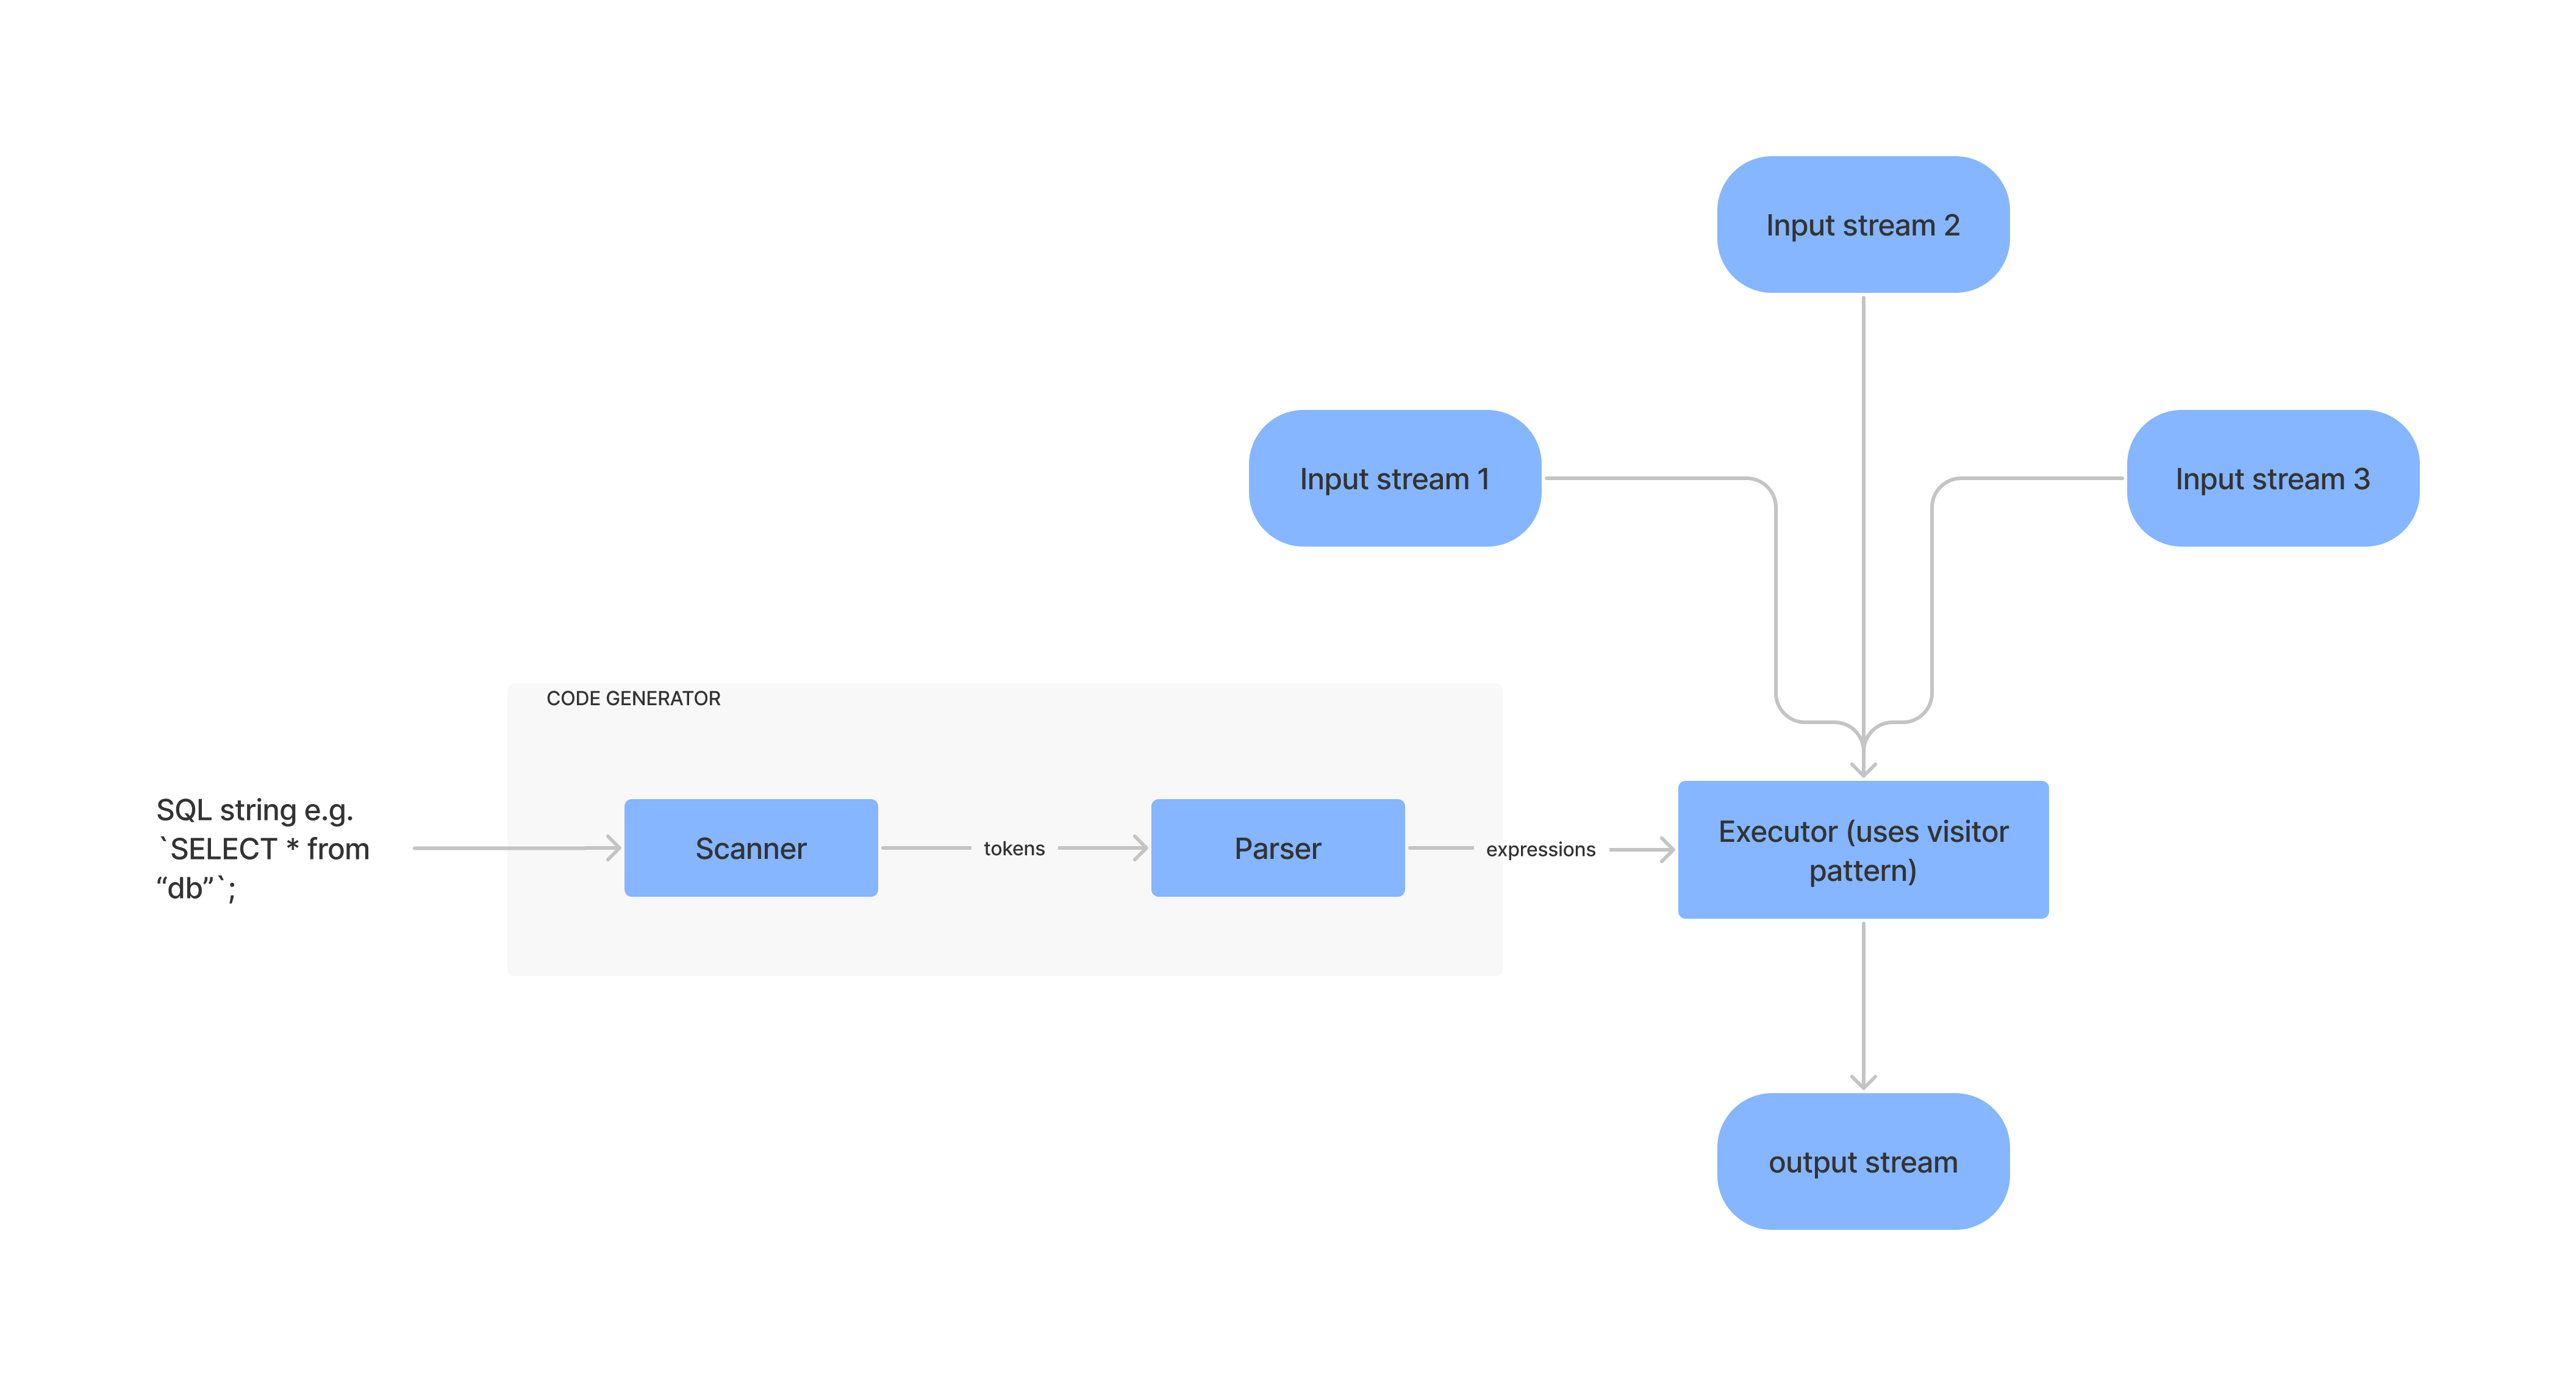 Input stream 2
Input stream 1
Input stream 3
CODE GENERATOR
SQL string e.g.
`SELECT * from
“db”`;
Scanner
tokens
Parser
expressions
Executor (uses visitor
pattern)
output stream